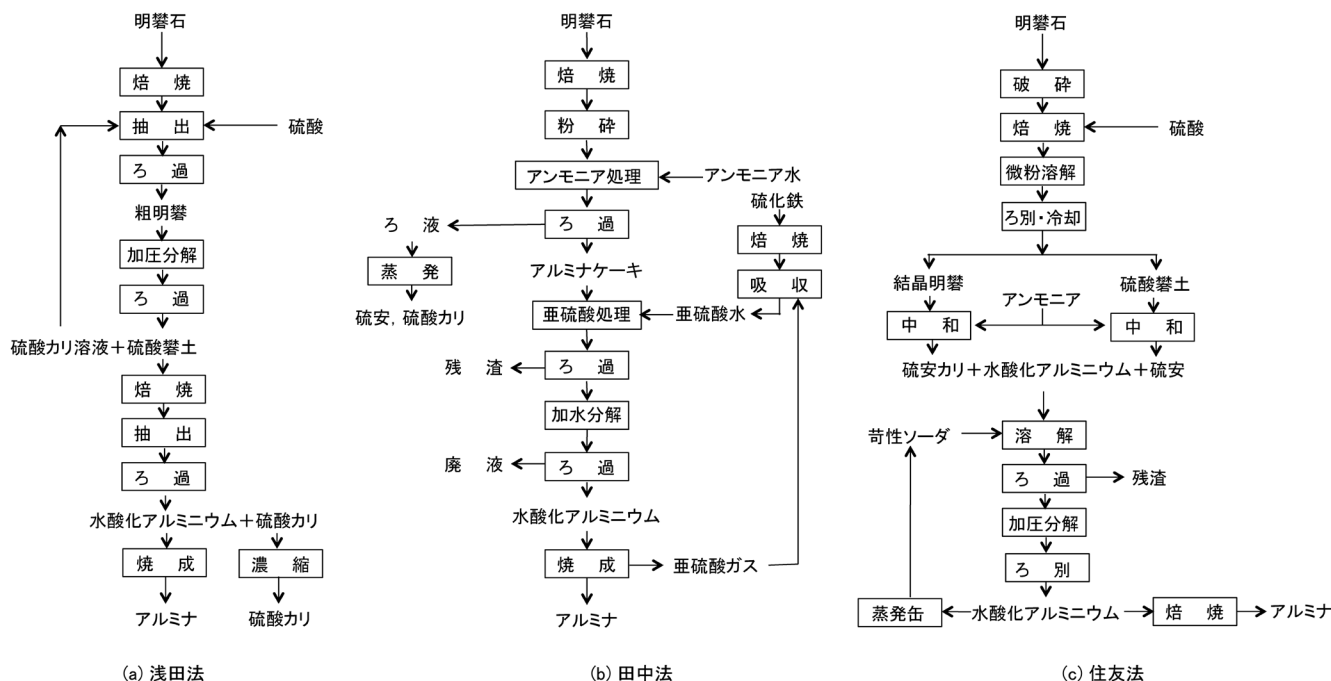 明礬石
焙 焼
抽 出
硫酸
ろ 過
粗明礬
加圧分解
ろ 過
硫酸カリ溶液＋硫酸礬土
焙 焼
抽 出
ろ 過
水酸化アルミニウム＋硫酸カリ
焼 成
濃 縮
アルミナ
硫酸カリ
(a) 浅田法
明礬石
焙 焼
粉 砕
アンモニア処理
アンモニア水
硫化鉄
ろ 液
ろ 過
焙 焼
蒸 発
アルミナケーキ
吸 収
硫安, 硫酸カリ
亜硫酸処理
亜硫酸水
残 渣
ろ 過
加水分解
廃 液
ろ 過
水酸化アルミニウム
焼 成
亜硫酸ガス
アルミナ
(b) 田中法
明礬石
破 砕
焙 焼
硫酸
微粉溶解
ろ別・冷却
結晶明礬
硫酸礬土
アンモニア
中 和
中 和
硫安カリ＋水酸化アルミニウム＋硫安
苛性ソーダ
溶 解
ろ 過
残渣
加圧分解
ろ 別
蒸発缶
水酸化アルミニウム
焙 焼
アルミナ
(c) 住友法